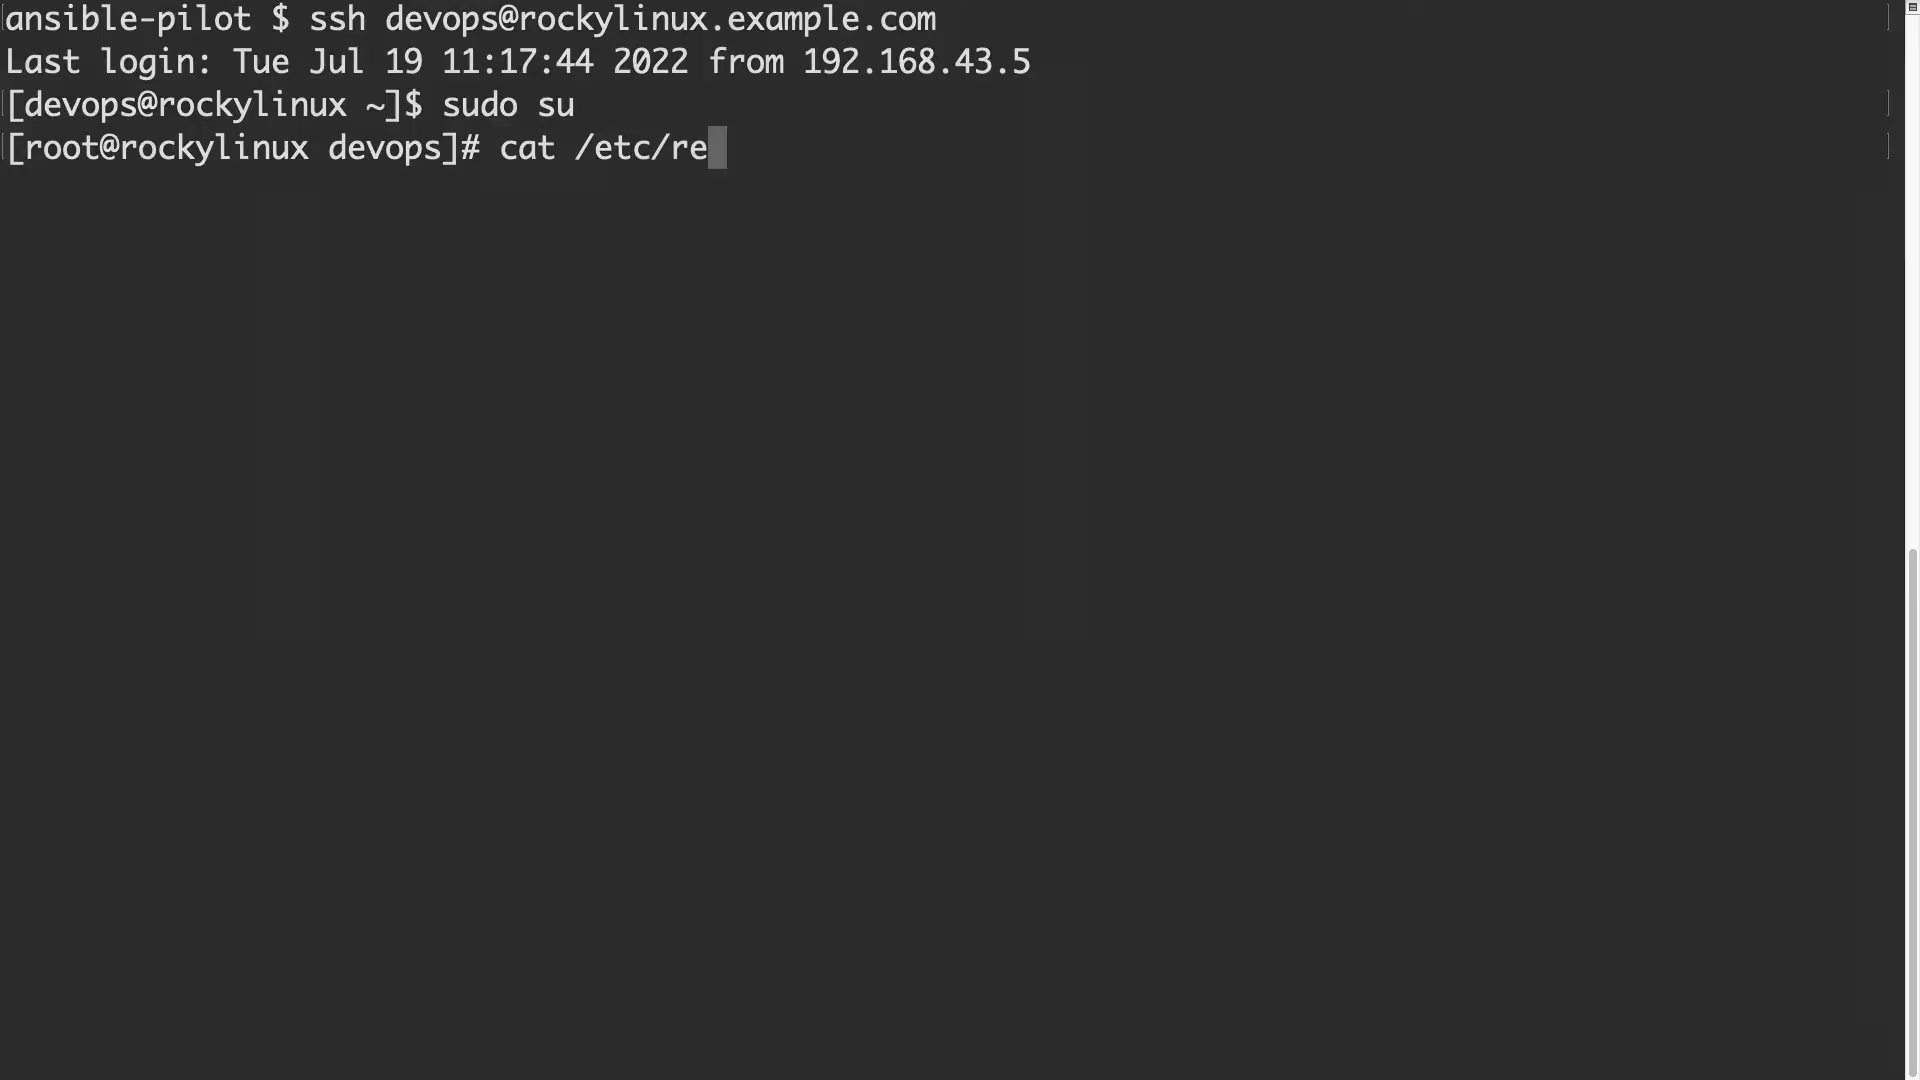 ansible-pilot $ ssh devops@rockylinux.example.com
Last login: Tue Jul 19 11:17:44 2022 from 192.168.43.5
[devops@rockylinux ~]$ sudo su
[root@rockylinux devops]# cat /etc/re